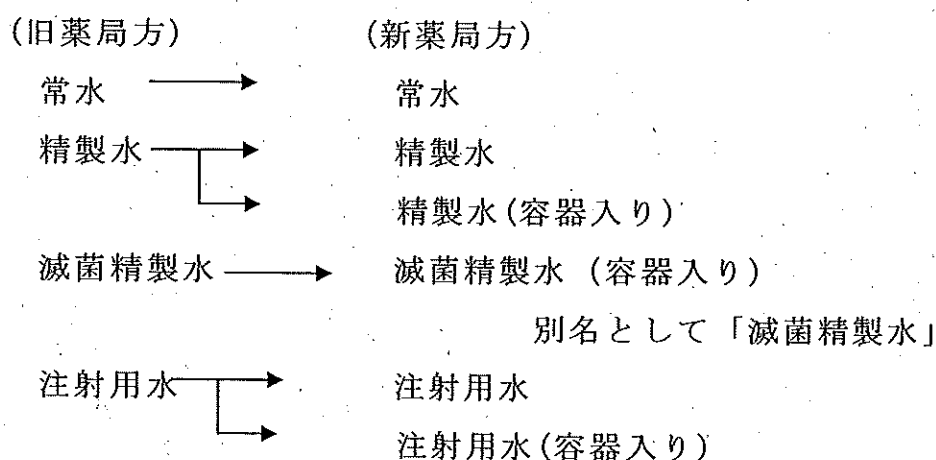 (旧薬局方) (新薬局方)
常水 常水
精製水 精製水
精製水(容器入り)
滅菌精製水 滅菌精製水 (容器入り)
別名として「滅菌精製水」
注射用水 注射用水
注射用水(容器入り)